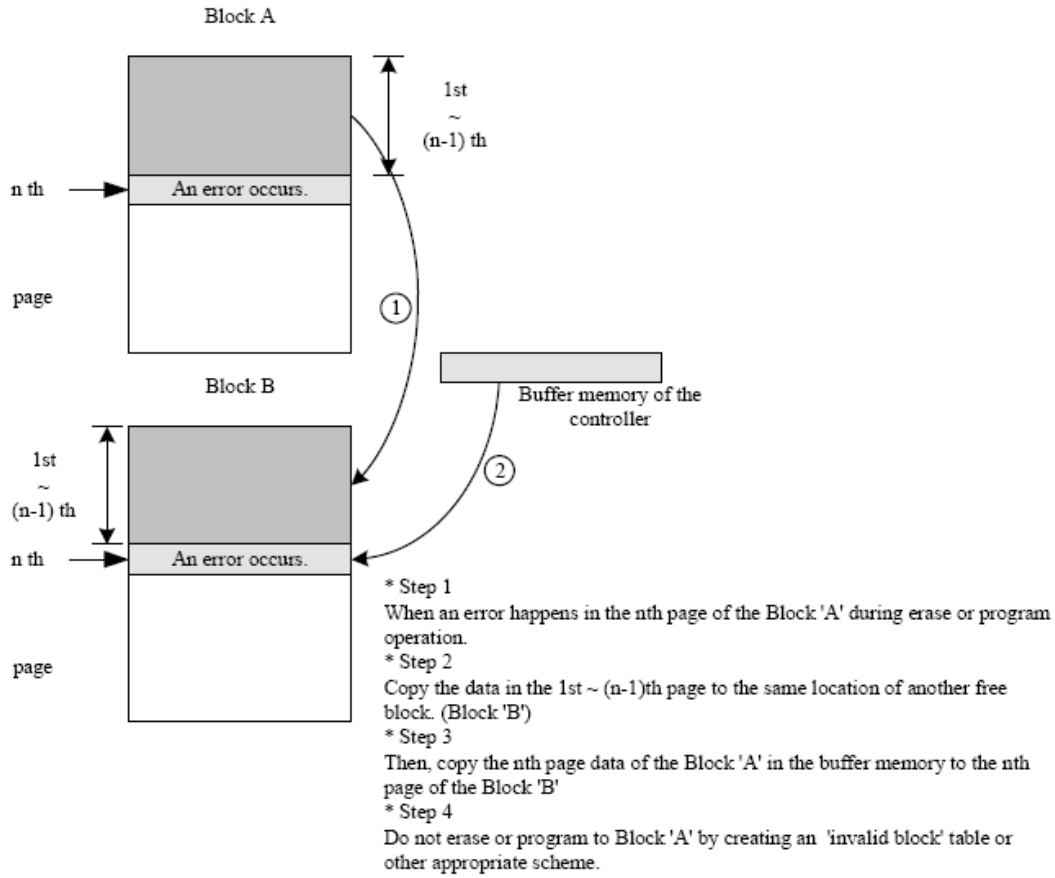 Block A
1st
~
(n-1) th
n th
An error occurs.
page
1
Block B
Buffer memory of the
controller
1st
~
(n-1) th
2
n th
An error occurs.
page
* Step 1
When an error happens in the nth page of the Block 'A' during erase or program
operation.
* Step 2
Copy the data in the 1st ~ (n-1)th page to the same location of another free
block. (Block 'B')
* Step 3
Then, copy the nth page data of the Block 'A' in the buffer memory to the nth
page of the Block 'B'
* Step 4
Do not erase or program to Block 'A' by creating an 'invalid block' table or
other appropriate scheme.